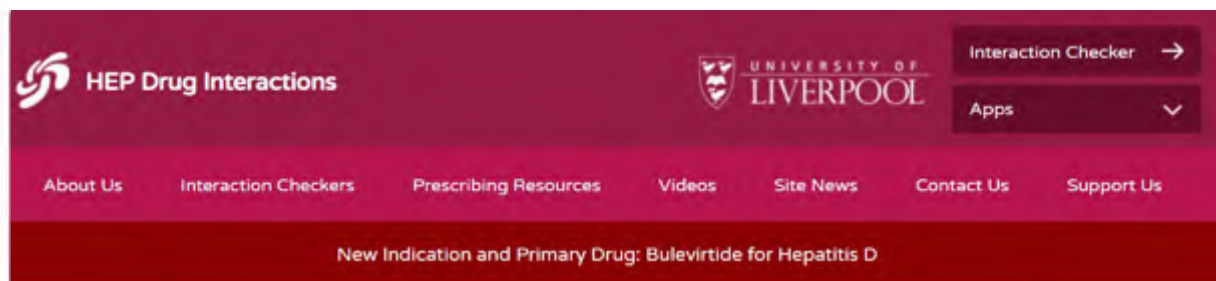 HEP Drug Interactions
UNIVERSITY OF
LIVERPOOL
Interaction Checker
Apps
About Us Interaction Checkers Prescribing Resources Videos Site News Contact Us Support Us
New Indication and Primary Drug: Bulevirtide for Hepatitis D